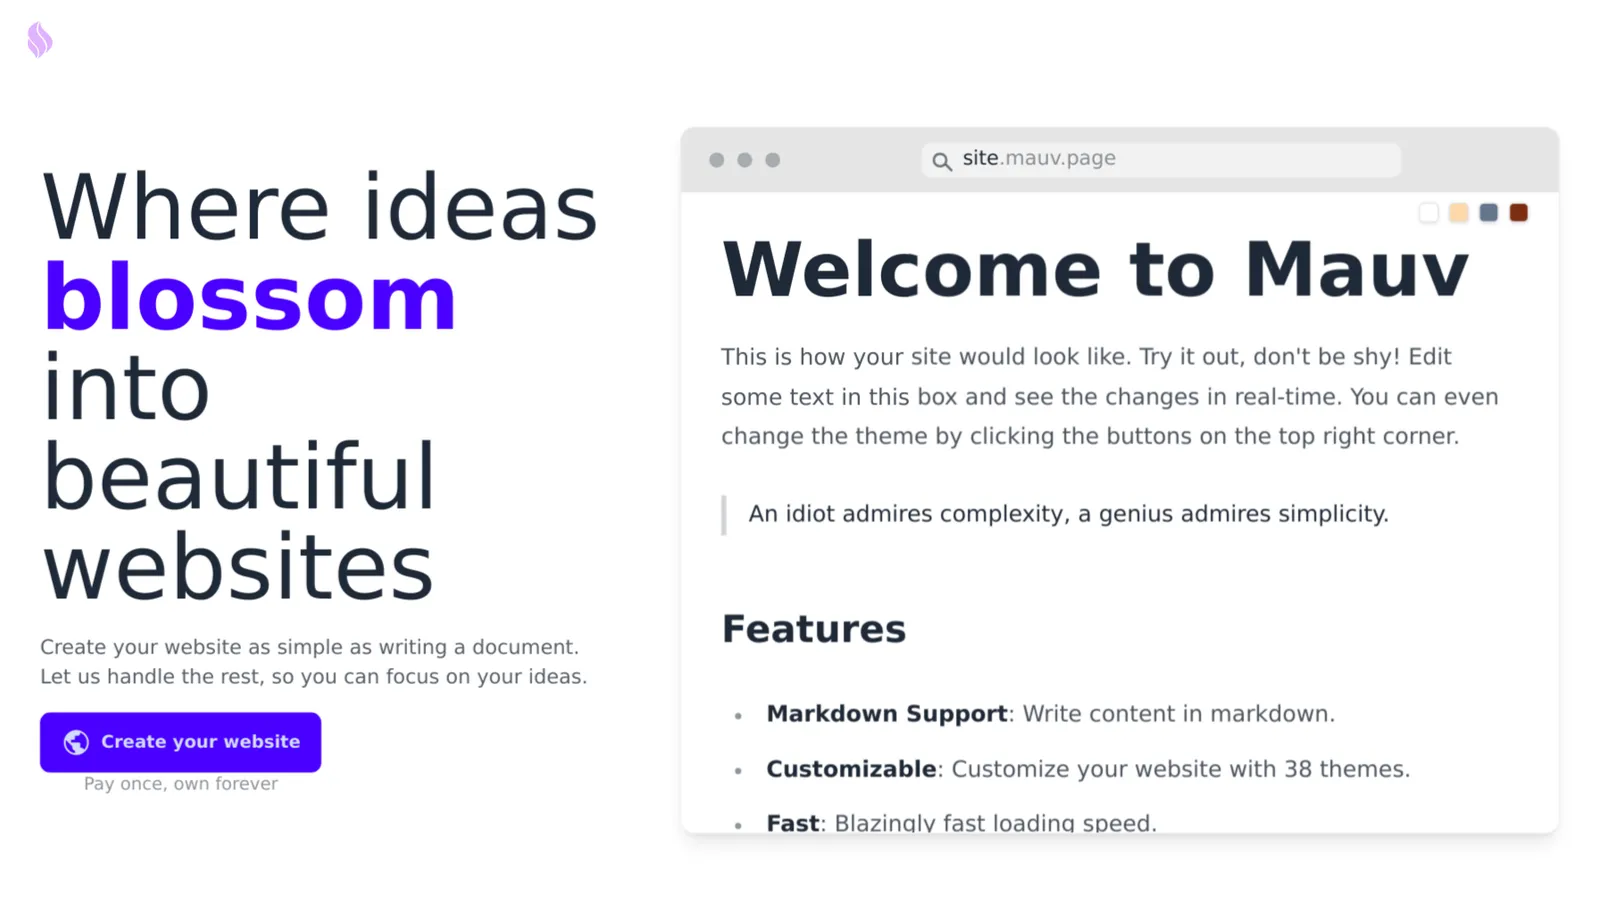 Where ideas
blossom
into
beautiful
websites
Create your website as simple as writing a document.
Let us handle the rest, so you can focus on your ideas.
Create your website
Pay once, own forever
site.mauv.page
Welcome to Mauv
This is how your site would look like. Try it out, don't be shy! Edit
some text in this box and see the changes in real-time. You can even
change the theme by clicking the buttons on the top right corner.
An idiot admires complexity, a genius admires simplicity.
Features
• Markdown Support: Write content in markdown.
• Customizable: Customize your website with 38 themes.
• Fast: Blazingly fast loading speed.